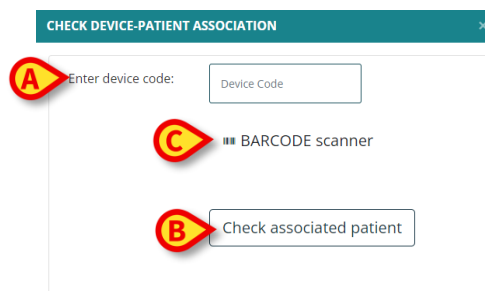 CHECK DEVICE-PATIENT ASSOCIATION ×
A Enter device code: Device Code
C BARCODE scanner
B Check associated patient